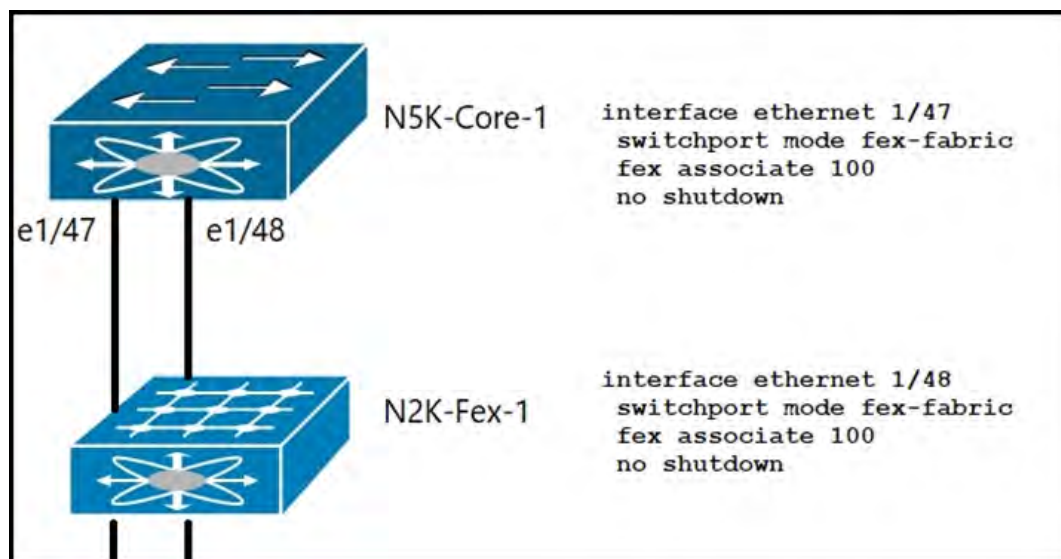 N5K-Core-1
interface ethernet 1/47
switchport mode fex-fabric
fex associate 100
no shutdown
e1/47
e1/48
N2K-Fex-1
interface ethernet 1/48
switchport mode fex-fabric
fex associate 100
no shutdown